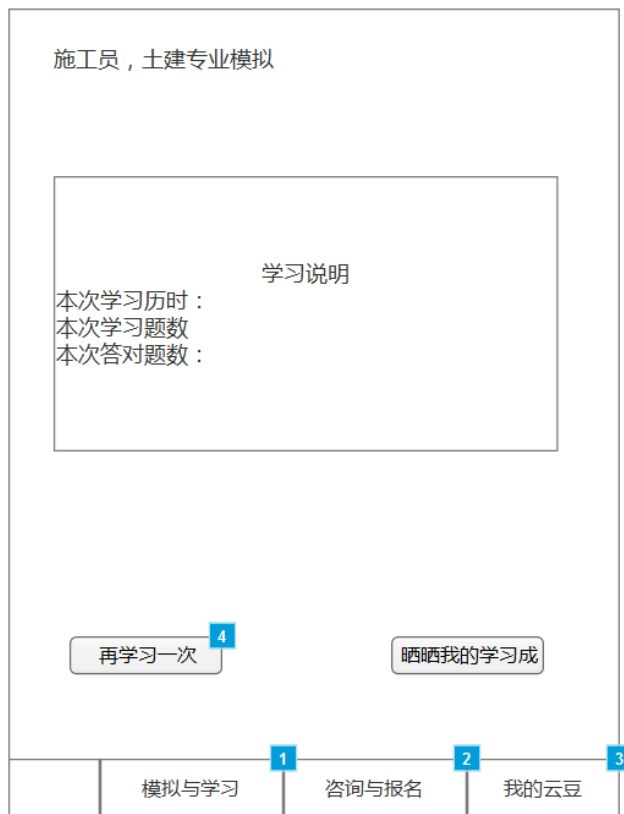 施工员，土建专业模拟
学习说明
本次学习历时：
本次学习题数
本次答对题数：
4
再学习一次
晒晒我的学习成
1
2
3
模拟与学习
咨询与报名
我的云豆